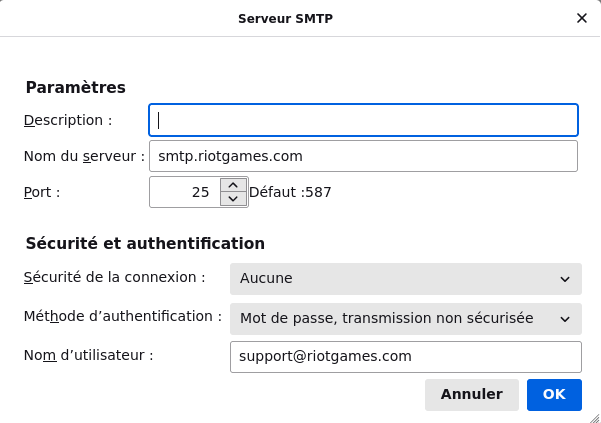 Serveur SMTP
Paramètres
Description :
Nom du serveur : smtp.riotgames.com
Port : 25 Défaut :587
Sécurité et authentification
Sécurité de la connexion : Aucune
Méthode d’authentification : Mot de passe, transmission non sécurisée
Nom d’utilisateur : support@riotgames.com
Annuler OK